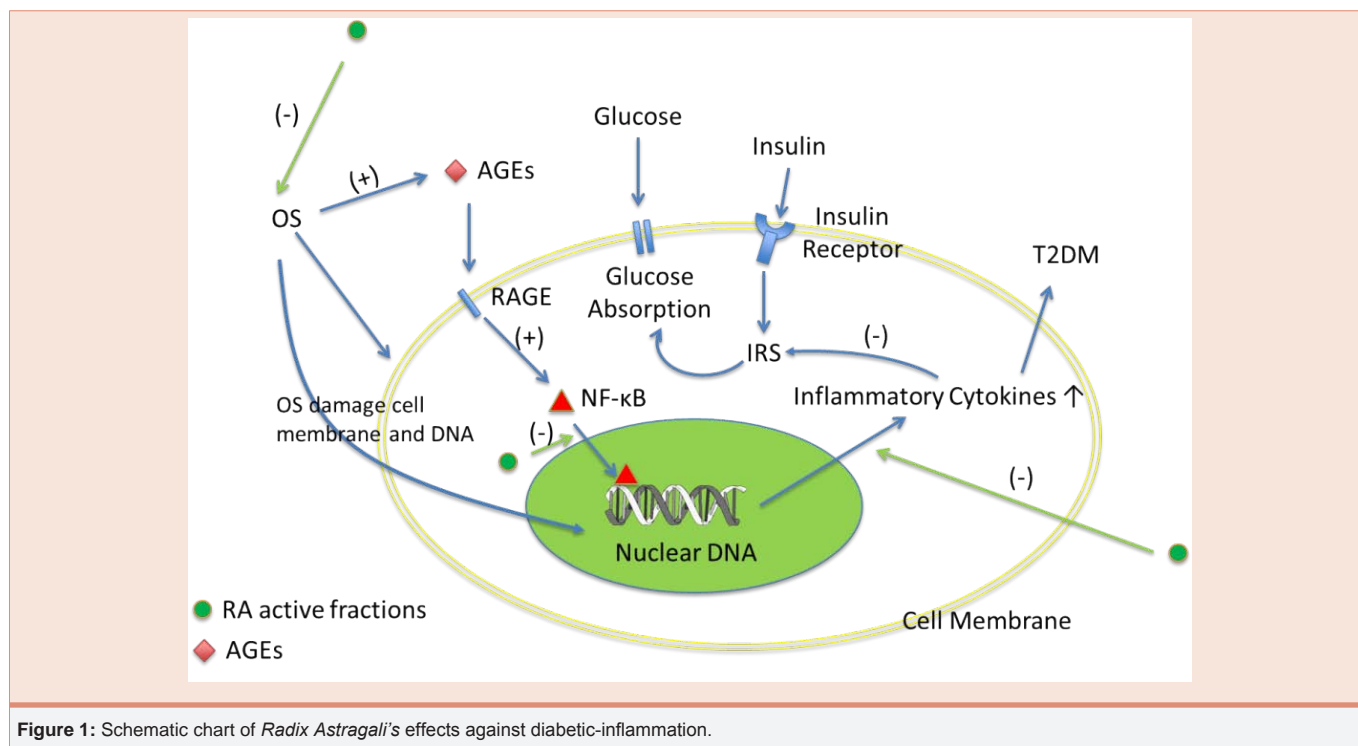 (-)
Glucose
Insulin
(+)
AGEs
OS
Insulin
Receptor
T2DM
RAGE
Glucose
Absorption
(+)
(-)
IRS
NF-κB
Inflammatory Cytokines ↑
OS damage cell
membrane and DNA
(-)
(-)
Nuclear DNA
RA active fractions
Cell Membrane
AGEs
Figure 1: Schematic chart of Radix Astragali's effects against diabetic-inflammation.